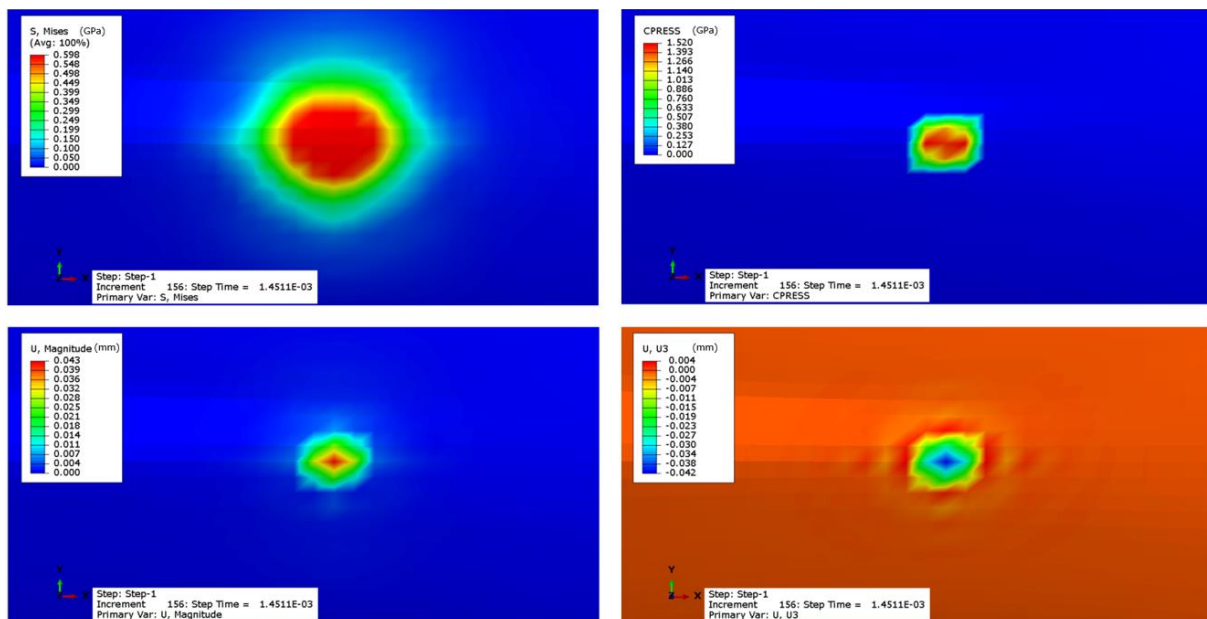 S, Mises (GPa)
(Avg: 100%)
0.598
0.548
0.498
0.449
0.399
0.349
0.299
0.249
0.199
0.150
0.100
0.050
0.000
Y
X
Step: Step-1
Increment 156: Step Time = 1.4511E-03
Primary Var: S, Mises
CPRESS (GPa)
1.520
1.393
1.266
1.140
1.013
0.886
0.760
0.633
0.507
0.380
0.253
0.127
0.000
Y
X
Step: Step-1
Increment 156: Step Time = 1.4511E-03
Primary Var: CPRESS
U, Magnitude (mm)
0.043
0.039
0.036
0.032
0.028
0.025
0.021
0.018
0.014
0.011
0.007
0.004
0.000
Y
X
Step: Step-1
Increment 156: Step Time = 1.4511E-03
Primary Var: U, Magnitude
U, U3 (mm)
0.004
0.000
-0.004
-0.007
-0.011
-0.015
-0.019
-0.023
-0.027
-0.030
-0.034
-0.038
-0.042
Y
Z X
Step: Step-1
Increment 156: Step Time = 1.4511E-03
Primary Var: U, U3